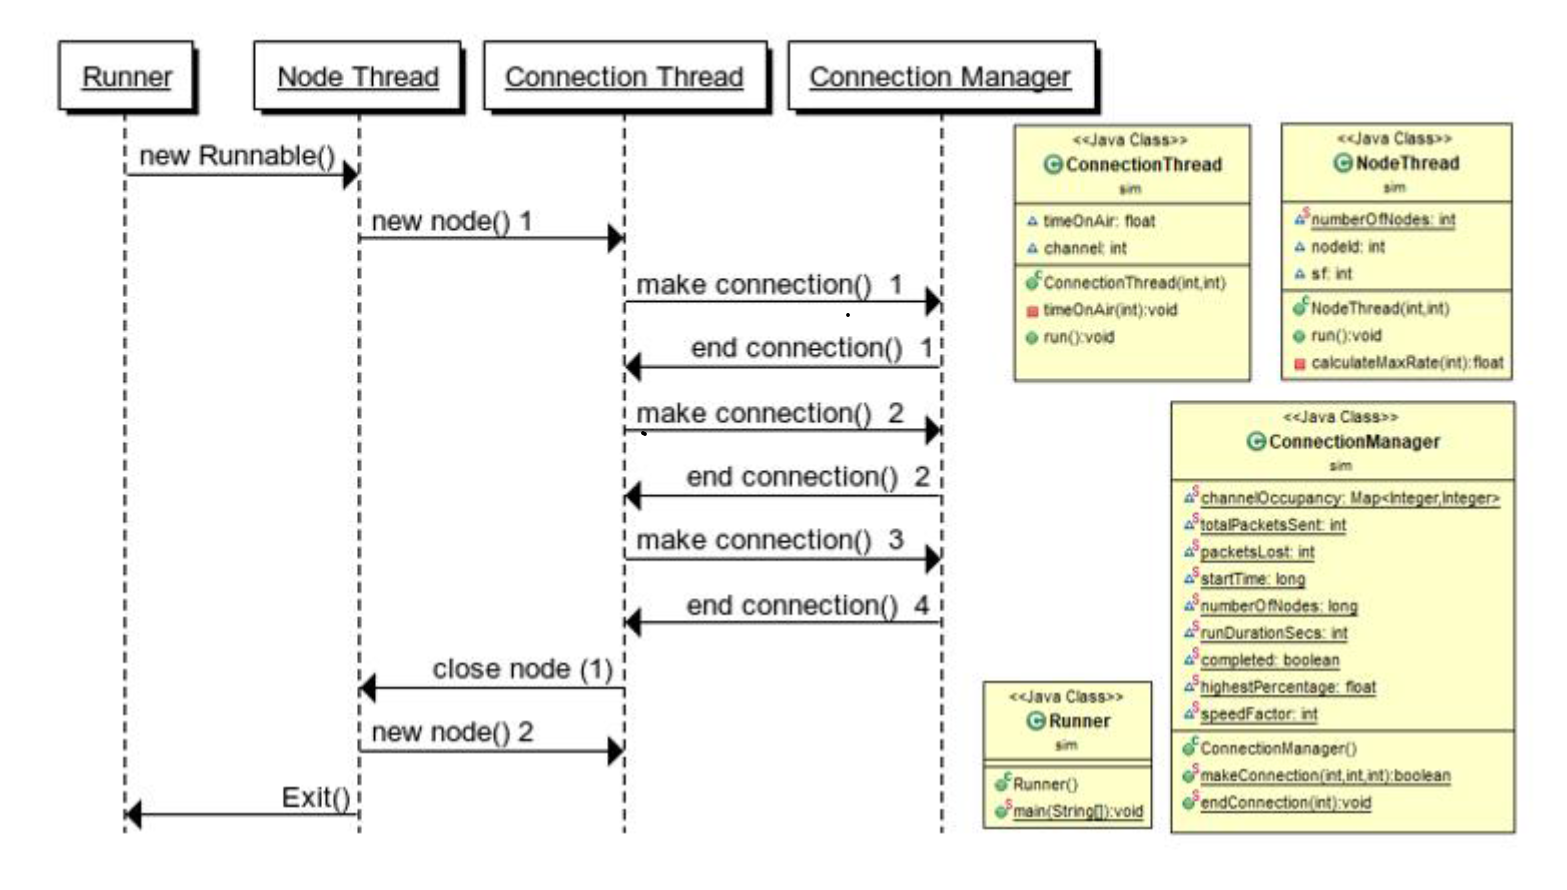 Runner
Node Thread
Connection Thread
Connection Manager
new Runnable()
new node() 1
make connection() 1
end connection() 1
make connection() 2
end connection() 2
make connection() 3
end connection() 4
close node (1)
new node() 2
Exit()
<<Java Class>>
ConnectionThread
sim
timeOnAir: float
channel: int
ConnectionThread(int,int)
timeOnAir(int):void
run():void
<<Java Class>>
NodeThread
sim
numberOfNodes: int
nodeId: int
sf: int
NodeThread(int,int)
run():void
calculateMaxRate(int):float
<<Java Class>>
ConnectionManager
sim
channelOccupancy: Map<Integer,Integer>
totalPacketsSent: int
packetsLost: int
startTime: long
numberOfNodes: long
runDurationSecs: int
completed: boolean
highestPercentage: float
speedFactor: int
ConnectionManager()
makeConnection(int,int,int):boolean
endConnection(int):void
<<Java Class>>
Runner
sim
Runner()
main(String[]):void